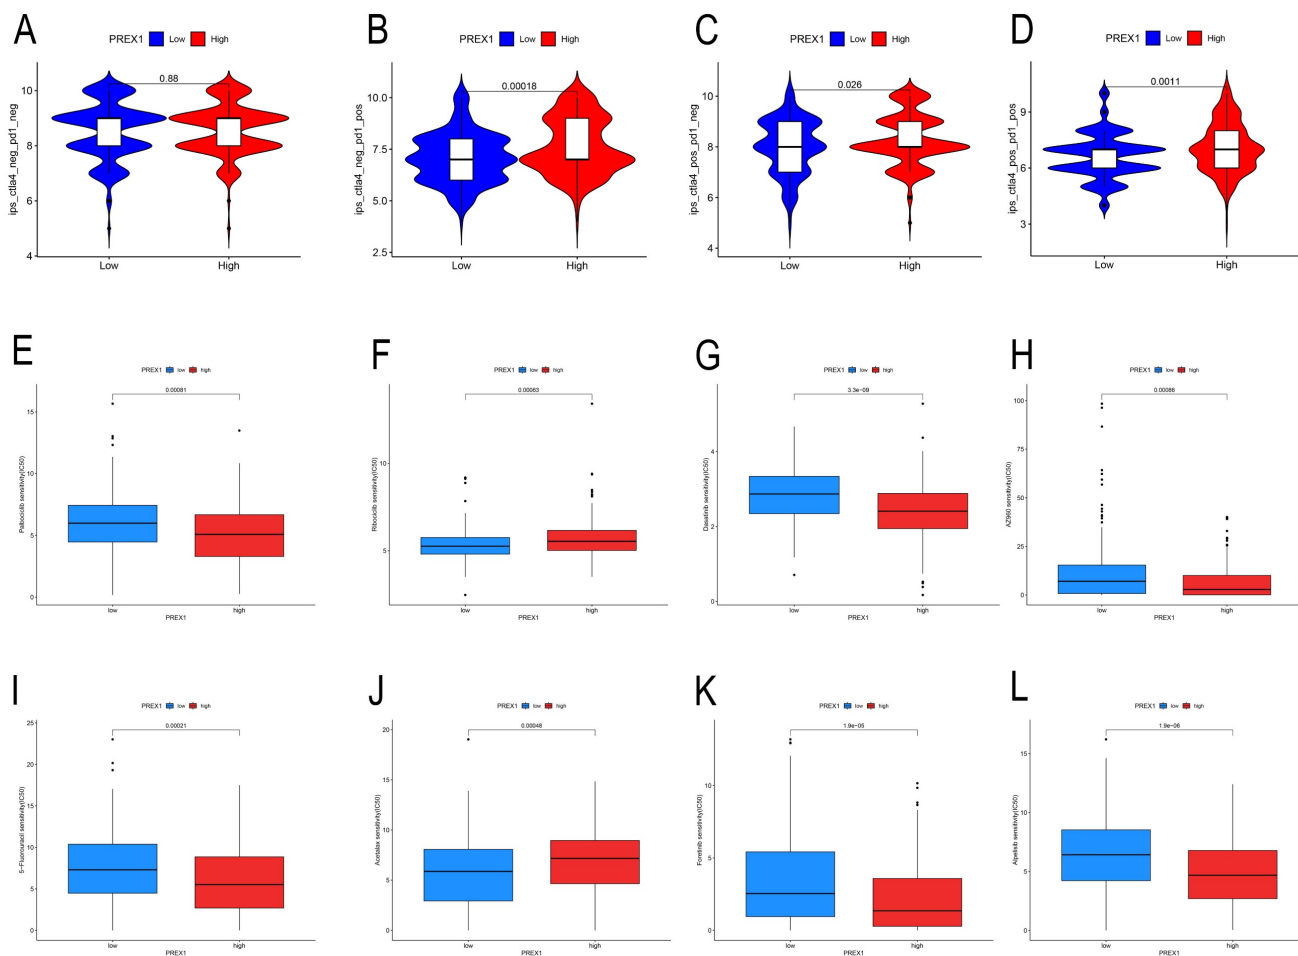 A
PREX1 Low High
0.88
ips_ctla4_neg_pd1_neg
10
8
6
4
Low High
B
PREX1 Low High
0.00018
ips_ctla4_neg_pd1_pos
10.0
7.5
5.0
2.5
Low High
C
PREX1 Low High
0.026
ips_ctla4_pos_pd1_neg
10
8
6
4
Low High
D
PREX1 Low High
0.0011
ips_ctla4_pos_pd1_pos
9
6
3
Low High
E
PREX1 low high
0.00081
Palbociclib sensitivity(IC50)
15
10
5
0
low high
PREX1
F
PREX1 low high
0.00063
Ribociclib sensitivity(IC50)
10
5
low high
PREX1
G
PREX1 low high
3.3e-09
Dasatinib sensitivity(IC50)
4
2
0
low high
PREX1
H
PREX1 low high
0.00086
AZ960 sensitivity(IC50)
100
75
50
25
0
low high
PREX1
I
PREX1 low high
0.00021
5-Fluorouracil sensitivity(IC50)
25
20
15
10
5
0
low high
PREX1
J
PREX1 low high
0.00048
Acetalax sensitivity(IC50)
20
15
10
5
0
low high
PREX1
K
PREX1 low high
1.9e-05
Foretinib sensitivity(IC50)
10
5
0
low high
PREX1
L
PREX1 low high
1.9e-06
Alpelisib sensitivity(IC50)
15
10
5
0
low high
PREX1